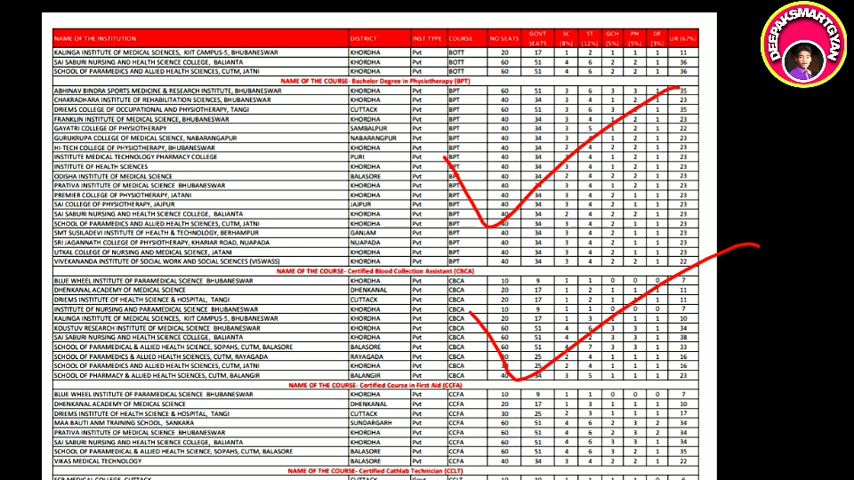 DEEPAKSMARTGYAN
NAME OF THE INSTITUTION DISTRICT INST TYPE COURSE NO SEATS GOVT SEATS SC (8%) ST (12%) GCH (5%) PH (5%) DF (3%) UR (67%)
KALINGA INSTITUTE OF MEDICAL SCIENCES, KIIT CAMPUS-5, BHUBANESWAR KHORDHA Pvt BOTT 20 17 1 2 1 1 1 11
SAI SABURI NURSING AND HEALTH SCIENCE COLLEGE, BALIANTA KHORDHA Pvt BOTT 60 51 4 6 2 2 1 36
SCHOOL OF PARAMEDICS AND ALLIED HEALTH SCIENCES, CUTM, JATNI KHORDHA Pvt BOTT 60 51 4 6 2 2 1 36
NAME OF THE COURSE- Bachelor Degree in Physiotherapy (BPT)
ABHINAV BINDRA SPORTS MEDICINE & RESEARCH INSTITUTE, BHUBANESWAR KHORDHA Pvt BPT 60 51 3 6 3 3 1 35
CHAKRADHARA INSTITUTE OF REHABILITATION SCIENCES, BHUBANESWAR KHORDHA Pvt BPT 40 34 3 4 1 2 1 23
DRIEMS COLLEGE OF OCCUPATIONAL AND PHYSIOTHERAPY, TANGI CUTTACK Pvt BPT 60 51 3 6 3 1 35
FRANKLIN INSTITUTE OF MEDICAL SCIENCE, BHUBANESWAR KHORDHA Pvt BPT 40 34 3 4 2 1 23
GAYATRI COLLEGE OF PHYSIOTHERAPY SAMBALPUR Pvt BPT 40 34 3 5 2 1 22
GURUKRUPA COLLEGE OF MEDICAL SCIENCE, NABARANGAPUR NABARANGPUR Pvt BPT 40 34 3 4 2 1 23
HI-TECH COLLEGE OF PHYSIOTHERAPY, BHUBANESWAR KHORDHA Pvt BPT 40 34 2 4 2 1 23
INSTITUTE MEDICAL TECHNOLOGY PHARMACY COLLEGE PURI Pvt BPT 40 34 4 1 2 1 23
INSTITUTE OF HEALTH SCIENCES KHORDHA Pvt BPT 40 34 4 2 1 1 23
ODISHA INSTITUTE OF MEDICAL SCIENCE BALASORE Pvt BPT 40 34 3 4 2 1 1 23
PRATIVA INSTITUTE OF MEDICAL SCIENCE BHUBANESWAR KHORDHA Pvt BPT 40 34 3 4 1 2 1 23
PREMIER COLLEGE OF PHYSIOTHERAPY, JATANI KHORDHA Pvt BPT 40 34 3 4 2 1 1 23
SAI COLLEGE OF PHYSIOTHERAPY, JAJPUR JAJPUR Pvt BPT 40 34 3 4 2 1 1 23
SAI SABURI NURSING AND HEALTH SCIENCE COLLEGE, BALIANTA KHORDHA Pvt BPT 40 34 2 4 2 2 1 23
SCHOOL OF PARAMEDICS AND ALLIED HEALTH SCIENCES, CUTM, JATNI KHORDHA Pvt BPT 40 34 3 4 2 1 1 23
SMT SUSILADEVI INSTITUTE OF HEALTH & TECHNOLOGY, BERHAMPUR GANJAM Pvt BPT 40 34 3 4 2 1 1 23
SRI JAGANNATH COLLEGE OF PHYSIOTHERAPY, KHARIAR ROAD, NUAPADA NUAPADA Pvt BPT 40 34 3 4 2 1 1 23
UTKAL COLLEGE OF NURSING AND MEDICAL SCIENCE, JATANI KHORDHA Pvt BPT 40 34 3 4 2 1 1 23
VIVEKANANDA INSTITUTE OF SOCIAL WORK AND SOCIAL SCIENCES (VISWASS) KHORDHA Pvt BPT 40 34 3 4 2 2 1 22
NAME OF THE COURSE- Certified Blood Collection Assistant (CBCA)
BLUE WHEEL INSTITUTE OF PARAMEDICAL SCIENCE BHUBANESWAR KHORDHA Pvt CBCA 10 9 1 1 0 0 0 7
DHENKANAL ACADEMY OF MEDICAL SCIENCE DHENKANAL Pvt CBCA 20 17 1 2 1 1 11
DRIEMS INSTITUTE OF HEALTH SCIENCE & HOSPITAL, TANGI CUTTACK Pvt CBCA 20 17 1 2 1 1 11
INSTITUTE OF NURSING AND PARAMEDICAL SCIENCE BHUBANESWAR KHORDHA Pvt CBCA 10 9 1 1 0 0 7
KALINGA INSTITUTE OF MEDICAL SCIENCES, KIIT CAMPUS-5, BHUBANESWAR KHORDHA Pvt CBCA 20 17 1 3 1 1 10
KOUSTUV RESEARCH INSTITUTE OF MEDICAL SCIENCE BHUBANESWAR KHORDHA Pvt CBCA 60 51 4 6 3 1 34
SAI SABURI NURSING AND HEALTH SCIENCE COLLEGE, BALIANTA KHORDHA Pvt CBCA 60 51 4 3 3 1 38
SCHOOL OF PARAMEDICAL & ALLIED HEALTH SCIENCES, SOPAHS, CUTM, BALASORE BALASORE Pvt CBCA 60 51 7 3 3 1 33
SCHOOL OF PARAMEDICS & ALLIED HEALTH SCIENCES, CUTM, RAYAGADA RAYAGADA Pvt CBCA 25 2 4 1 1 1 16
SCHOOL OF PARAMEDICS AND ALLIED HEALTH SCIENCES, CUTM, JATNI KHORDHA Pvt CBCA 25 2 4 1 1 1 16
SCHOOL OF PHARMACY & ALLIED HEALTH SCIENCES, CUTM, BALANGIR BALANGIR Pvt CBCA 40 34 3 5 1 1 1 23
NAME OF THE COURSE- Certified Course in First Aid (CCFA)
BLUE WHEEL INSTITUTE OF PARAMEDICAL SCIENCE BHUBANESWAR KHORDHA Pvt CCFA 10 9 1 1 0 0 0 7
DHENKANAL ACADEMY OF MEDICAL SCIENCE DHENKANAL Pvt CCFA 20 17 1 3 1 1 1 10
DRIEMS INSTITUTE OF HEALTH SCIENCE & HOSPITAL, TANGI CUTTACK Pvt CCFA 30 25 2 3 1 1 1 17
MAA BAUTI ANM TRAINING SCHOOL, SANKARA SUNDARGARH Pvt CCFA 60 51 4 6 2 3 2 34
PRATIVA INSTITUTE OF MEDICAL SCIENCE BHUBANESWAR KHORDHA Pvt CCFA 60 51 4 6 2 3 2 34
SAI SABURI NURSING AND HEALTH SCIENCE COLLEGE, BALIANTA KHORDHA Pvt CCFA 60 51 4 6 3 3 1 34
SCHOOL OF PARAMEDICAL & ALLIED HEALTH SCIENCES, SOPAHS, CUTM, BALASORE BALASORE Pvt CCFA 60 51 4 6 3 2 1 35
VIKAS MEDICAL TECHNOLOGY BALASORE Pvt CCFA 40 34 3 4 2 2 1 22
NAME OF THE COURSE- Certified Cathlab Technician (CCLT)
SCB MEDICAL COLLEGE, CUTTACK CUTTACK Govt CCLT